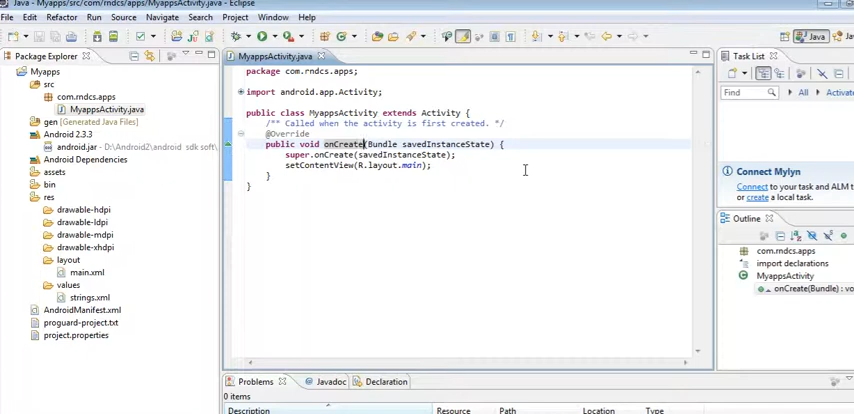 Java - Myapps/src/com/rndcs/apps/MyappsActivity.java - Eclipse
File Edit Refactor Run Source Navigate Search Project Window Help
Java
Package Explorer
Myapps
src
com.rndcs.apps
MyappsActivity.java
gen [Generated Java Files]
Android 2.3.3
android.jar - D:\Android2\android sdk soft
Android Dependencies
assets
bin
res
drawable-hdpi
drawable-ldpi
drawable-mdpi
drawable-xhdpi
layout
main.xml
values
strings.xml
AndroidManifest.xml
proguard-project.txt
project.properties
MyappsActivity.java
package com.rndcs.apps;
import android.app.Activity;
public class MyappsActivity extends Activity {
/** Called when the activity is first created. */
@Override
public void onCreate(Bundle savedInstanceState) {
super.onCreate(savedInstanceState);
setContentView(R.layout.main);
}
}
Task List
Find All Activate
Connect Mylyn
Connect to your task and ALM t
or create a local task.
Outline
com.rndcs.apps
import declarations
MyappsActivity
onCreate(Bundle) : vo
Problems Javadoc Declaration
0 items
Description Resource Path Location Type